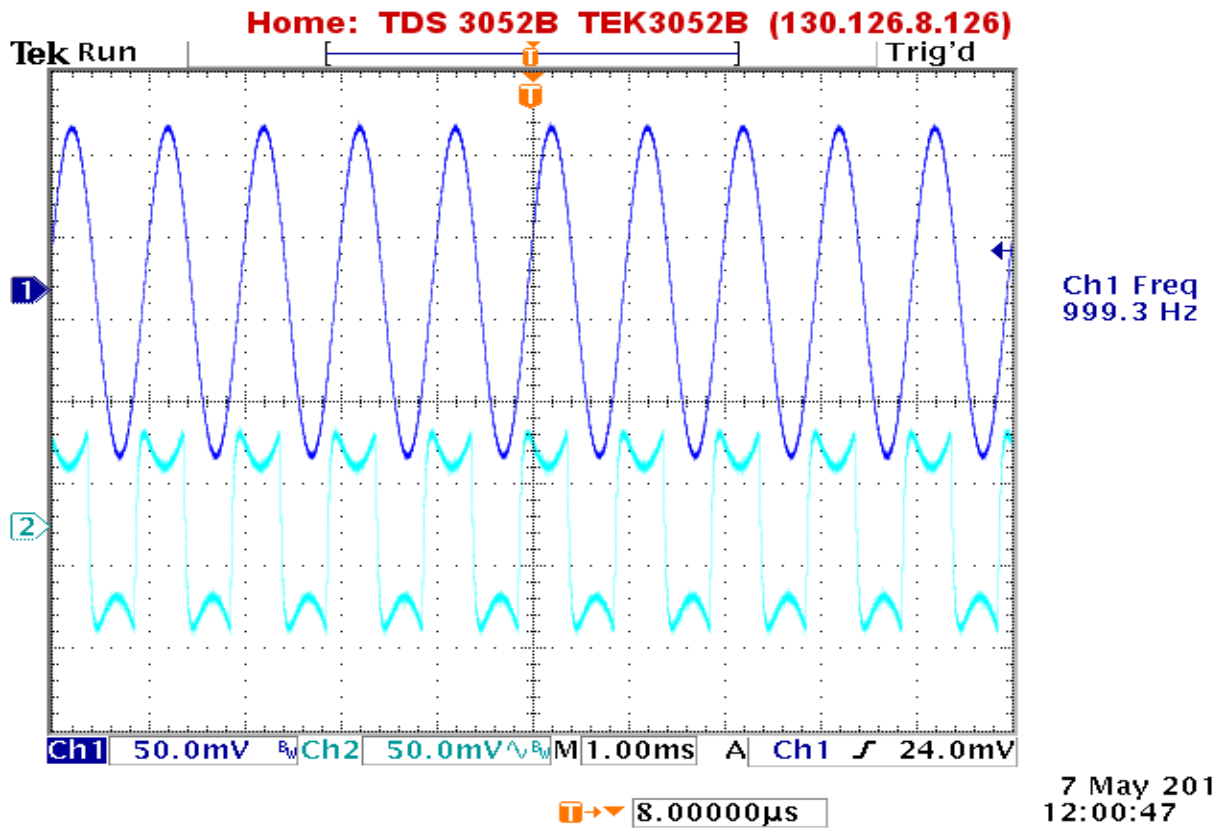 Home: TDS 3052B TEK3052B (130.126.8.126)
Tek Run
Trig'd
T
T
1
Ch1 Freq
999.3 Hz
2
Ch1 50.0mV BW Ch2 50.0mV∿BW M 1.00ms A Ch1 ƒ 24.0mV
T→▼ 8.00000µs
7 May 201
12:00:47